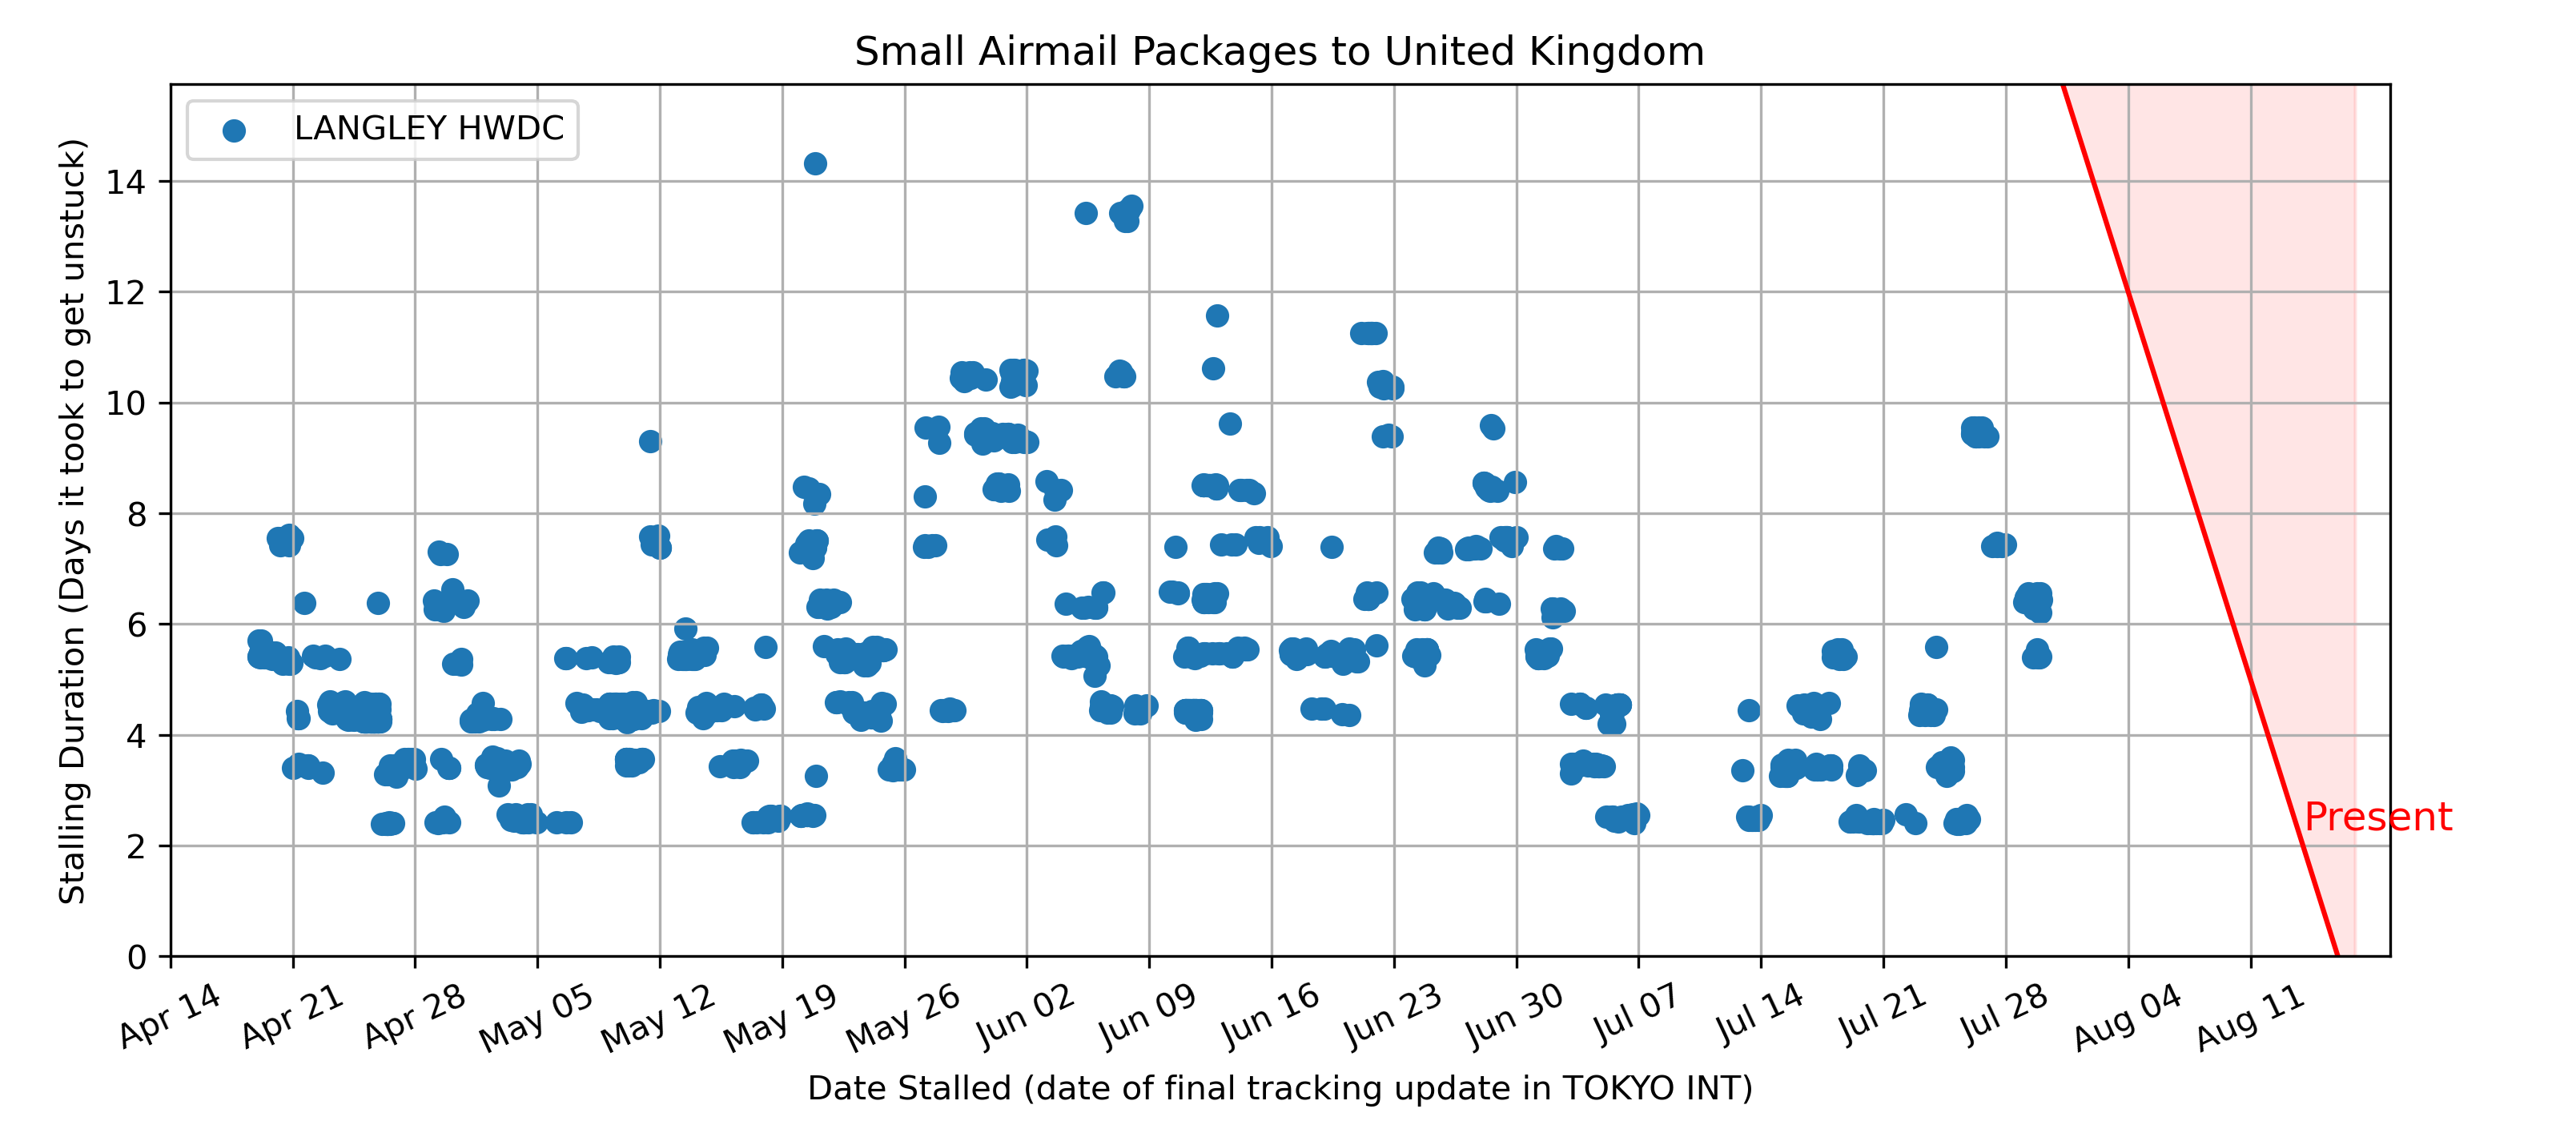 Small Airmail Packages to United Kingdom
LANGLEY HWDC
Stalling Duration (Days it took to get unstuck)
14
12
10
8
6
4
2
0
Present
Apr 14
Apr 21
Apr 28
May 05
May 12
May 19
May 26
Jun 02
Jun 09
Jun 16
Jun 23
Jun 30
Jul 07
Jul 14
Jul 21
Jul 28
Aug 04
Aug 11
Date Stalled (date of final tracking update in TOKYO INT)